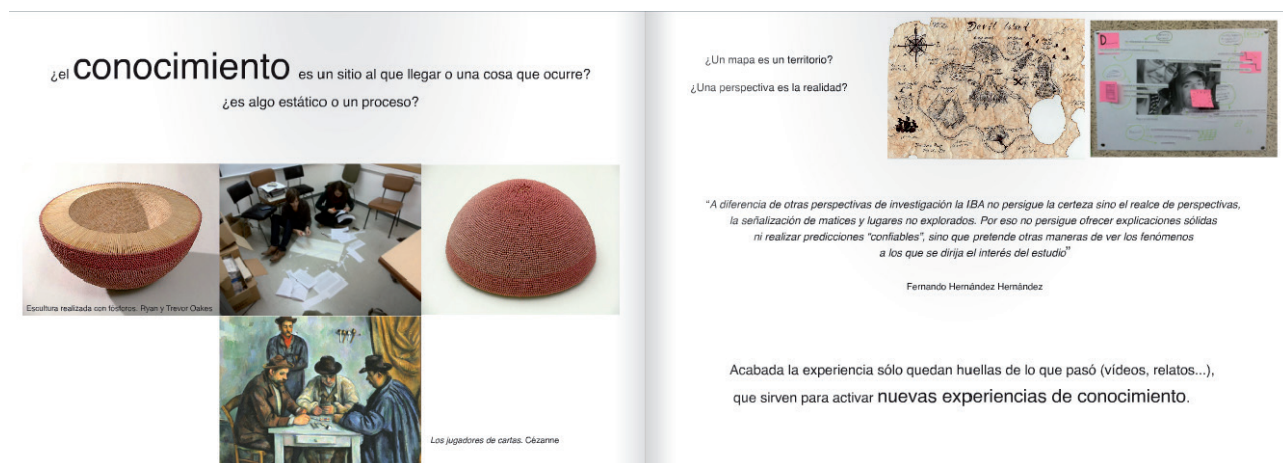 ¿el conocimiento es un sitio al que llegar o una cosa que ocurre?
¿es algo estático o un proceso?
Escultura realizada con fósforos. Ryan y Trevor Oakes
Los jugadores de cartas. Cézanne
¿Un mapa es un territorio?
¿Una perspectiva es la realidad?
Devil Island
D
“A diferencia de otras perspectivas de investigación la IBA no persigue la certeza sino el realce de perspectivas,
la señalización de matices y lugares no explorados. Por eso no persigue ofrecer explicaciones sólidas
ni realizar predicciones “confiables”, sino que pretende otras maneras de ver los fenómenos
a los que se dirija el interés del estudio”
Fernando Hernández Hernández
Acabada la experiencia sólo quedan huellas de lo que pasó (vídeos, relatos...),
que sirven para activar nuevas experiencias de conocimiento.